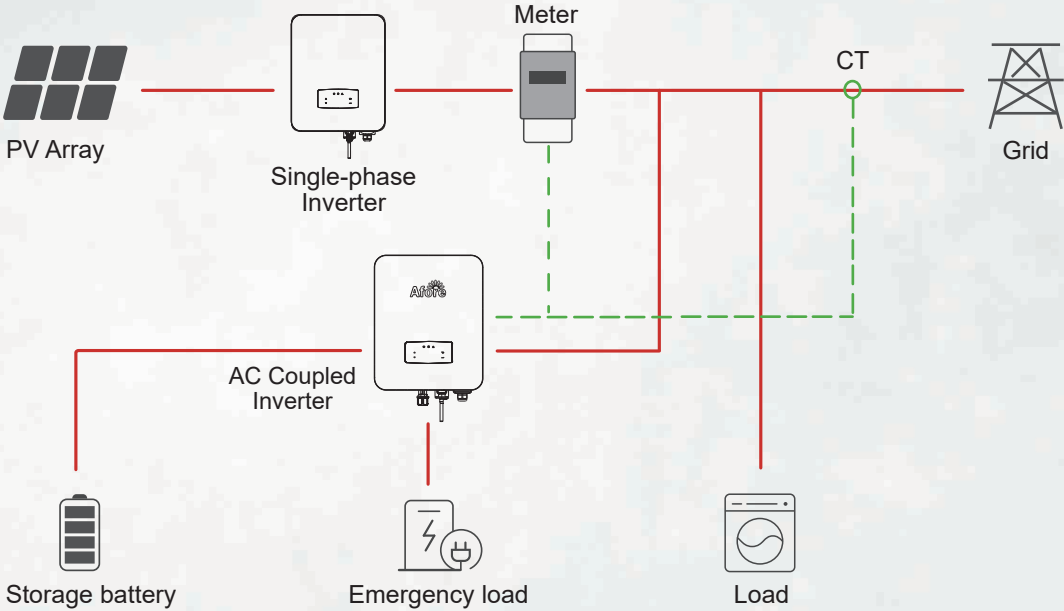 Meter
CT
PV Array
Single-phase
Inverter
Grid
Afore
AC Coupled
Inverter
Storage battery
Emergency load
Load